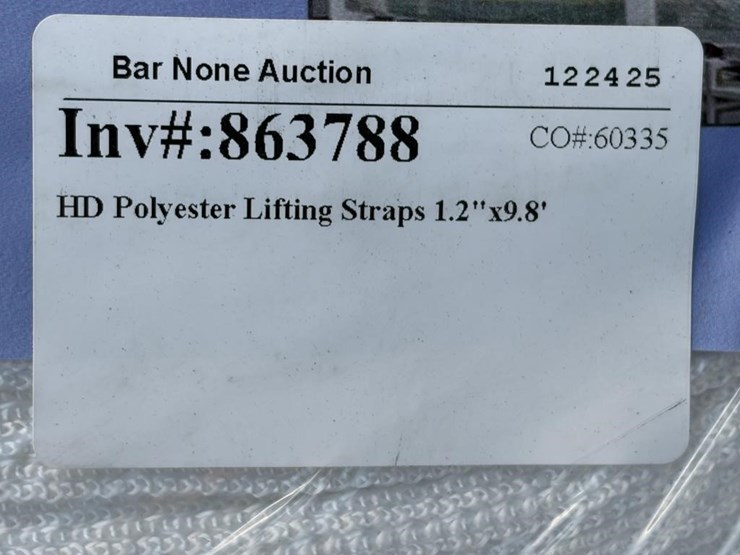 Bar None Auction 122425
Inv#:863788 CO#:60335
HD Polyester Lifting Straps 1.2"x9.8'